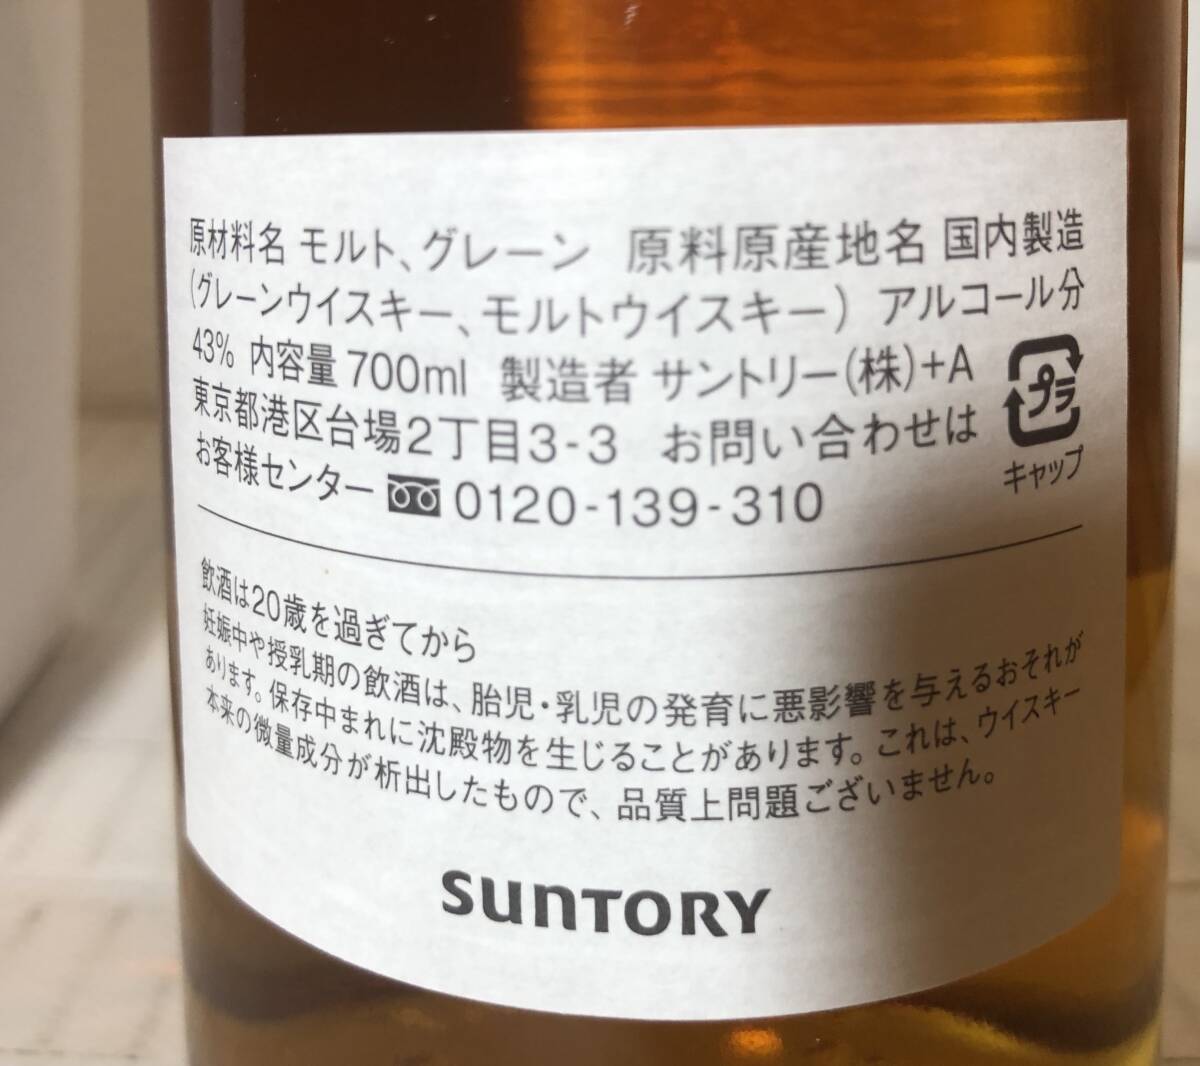 原材料名 モルト、グレーン 原料原産地名 国内製造
(グレーンウイスキー、モルトウイスキー) アルコール分
43% 内容量 700ml 製造者 サントリー(株)+A
東京都港区台場2丁目3-3 お問い合わせは
お客様センター 0120-139-310
プラ
キャップ
飲酒は20歳を過ぎてから
妊娠中や授乳期の飲酒は、胎児・乳児の発育に悪影響を与えるおそれが
あります。保存中まれに沈殿物を生じることがあります。これは、ウイスキー
本来の微量成分が析出したもので、品質上問題ございません。
SUNTORY